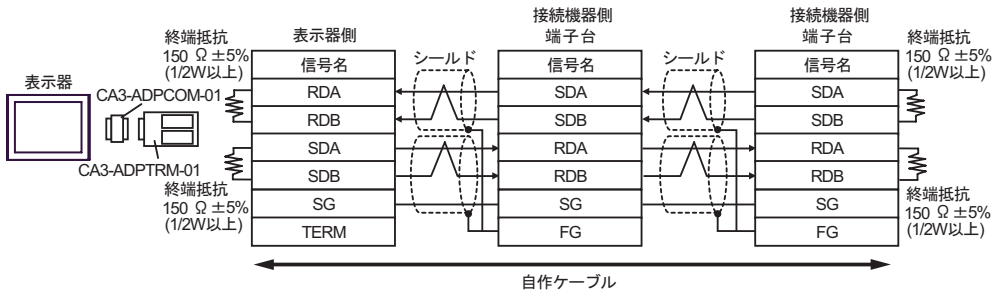 表示器
CA3-ADPCOM-01
CA3-ADPTRM-01
終端抵抗
150 Ω ±5%
(1/2W以上)
終端抵抗
150 Ω ±5%
(1/2W以上)
表示器側
信号名
RDA
RDB
SDA
SDB
SG
TERM
シールド
接続機器側
端子台
信号名
SDA
SDB
RDA
RDB
SG
FG
シールド
接続機器側
端子台
信号名
SDA
SDB
RDA
RDB
SG
FG
終端抵抗
150 Ω ±5%
(1/2W以上)
終端抵抗
150 Ω ±5%
(1/2W以上)
自作ケーブル